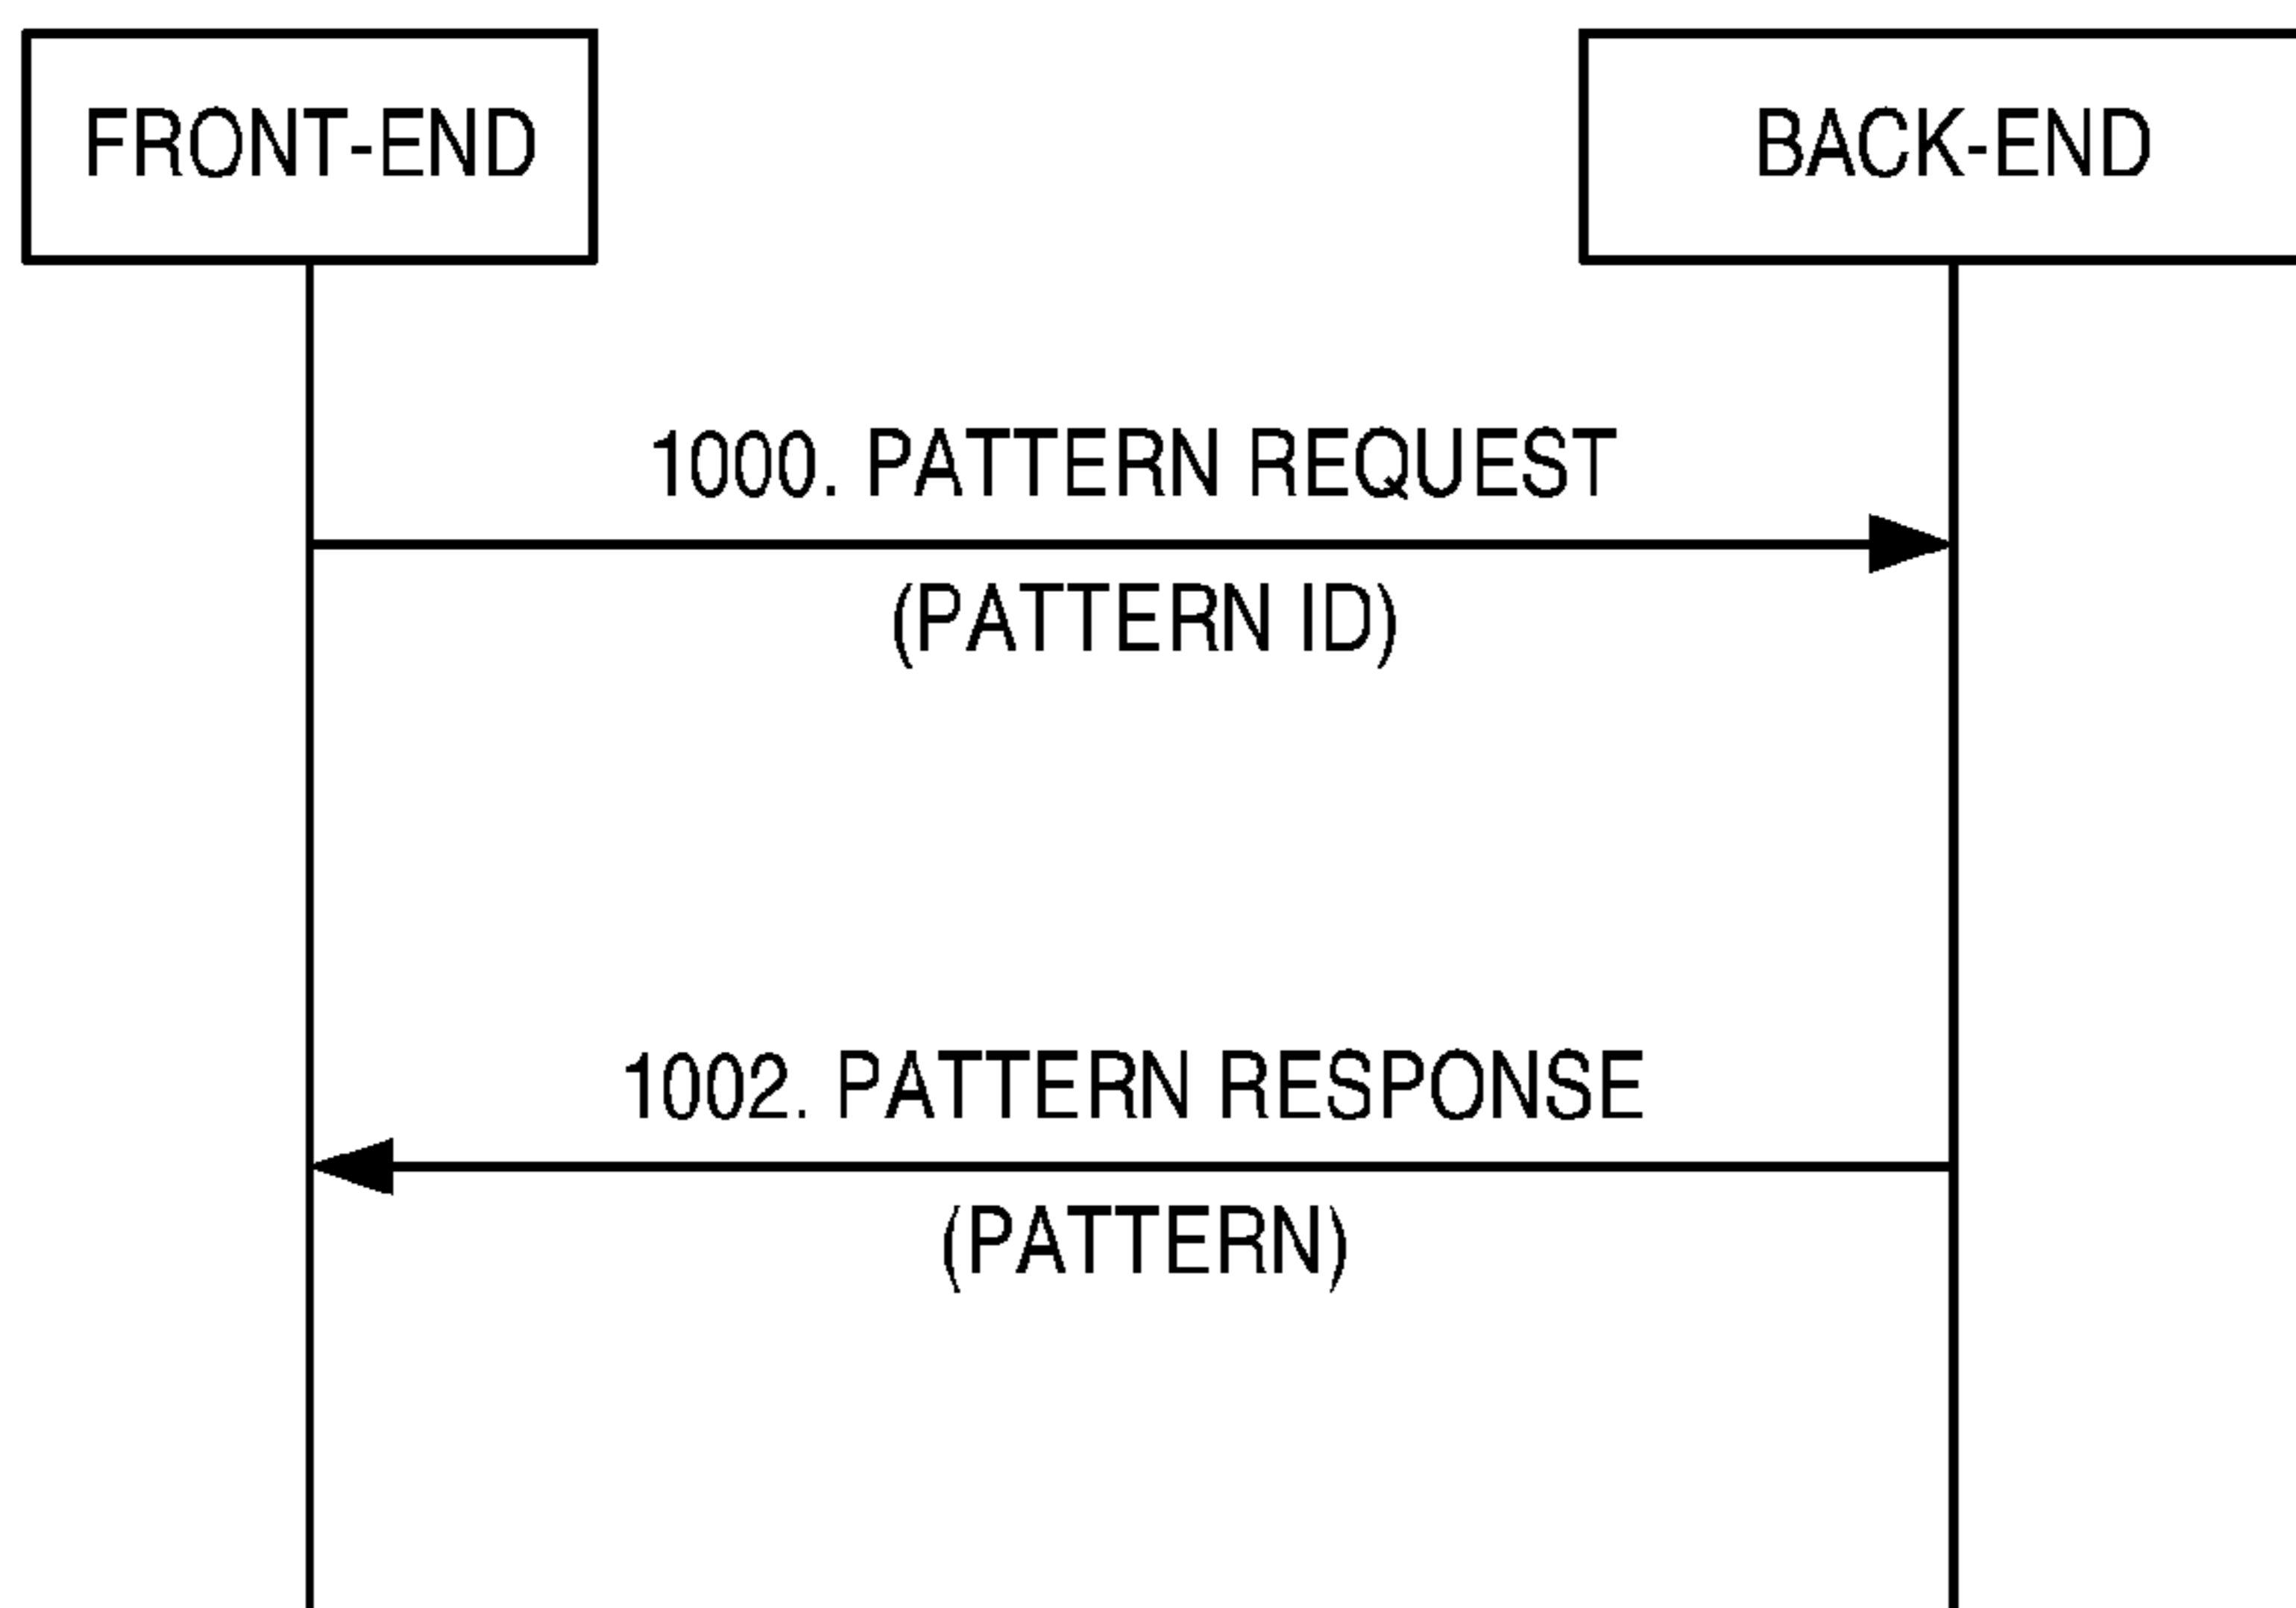 FRONT-END
BACK-END
1000. PATTERN REQUEST
(PATTERN ID)
1002. PATTERN RESPONSE
(PATTERN)